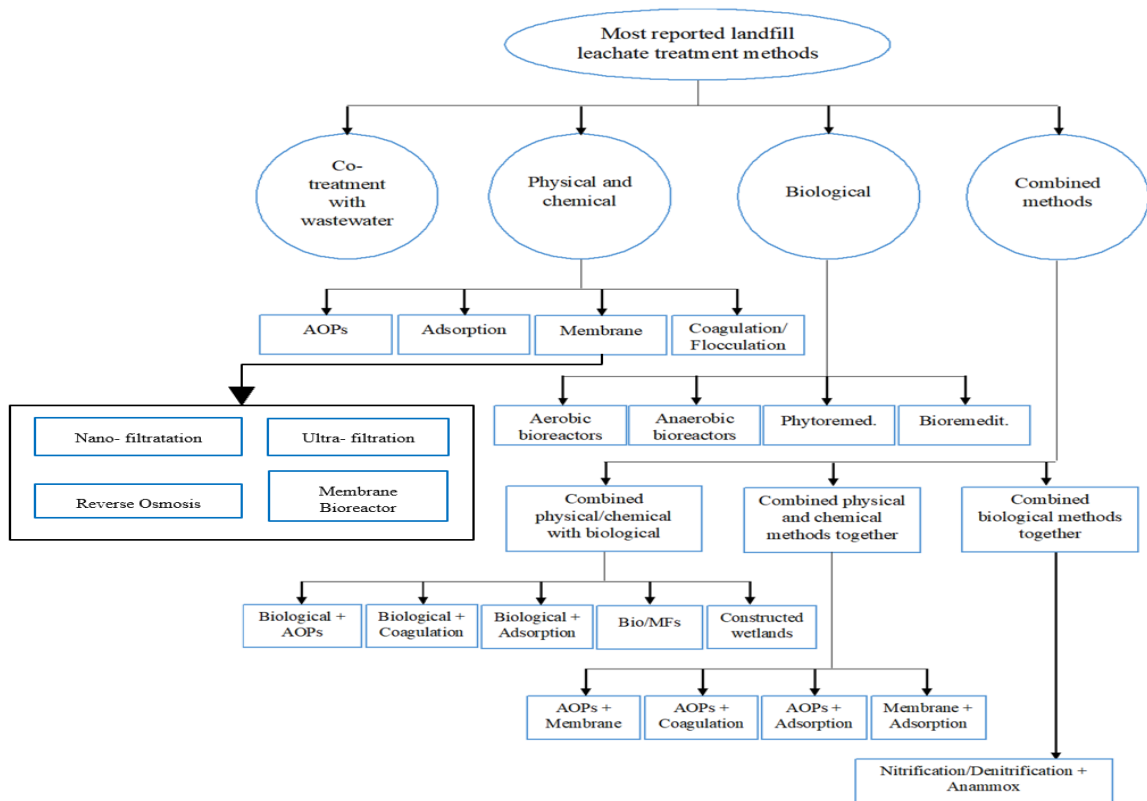 Most reported landfill
leachate treatment methods
Co-
treatment
with
wastewater
Physical and
chemical
Biological
Combined
methods
AOPs
Adsorption
Membrane
Coagulation/
Flocculation
Nano- filtratation
Ultra- filtration
Reverse Osmosis
Membrane
Bioreactor
Aerobic
bioreactors
Anaerobic
bioreactors
Phytoremed.
Bioremedit.
Combined
physical/chemical
with biological
Combined physical
and chemical
methods together
Combined
biological methods
together
Biological +
AOPs
Biological +
Coagulation
Biological +
Adsorption
Bio/MFs
Constructed
wetlands
AOPs +
Membrane
AOPs +
Coagulation
AOPs +
Adsorption
Membrane +
Adsorption
Nitrification/Denitrification +
Anammox